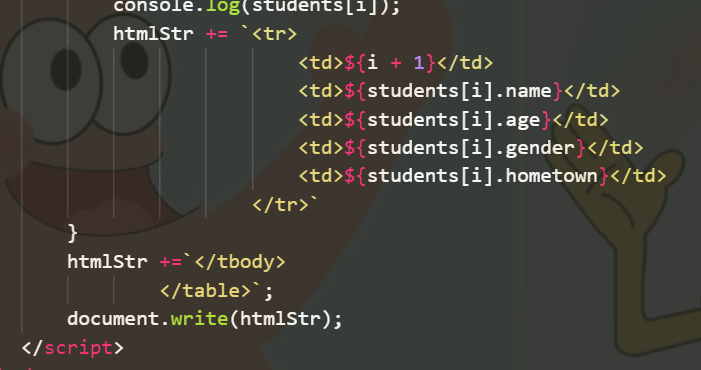 console.log(students[i]);
htmlStr += `<tr>
<td>${i + 1}</td>
<td>${students[i].name}</td>
<td>${students[i].age}</td>
<td>${students[i].gender}</td>
<td>${students[i].hometown}</td>
</tr>`
}
htmlStr +=`</tbody>
</table>`;
document.write(htmlStr);
</script>